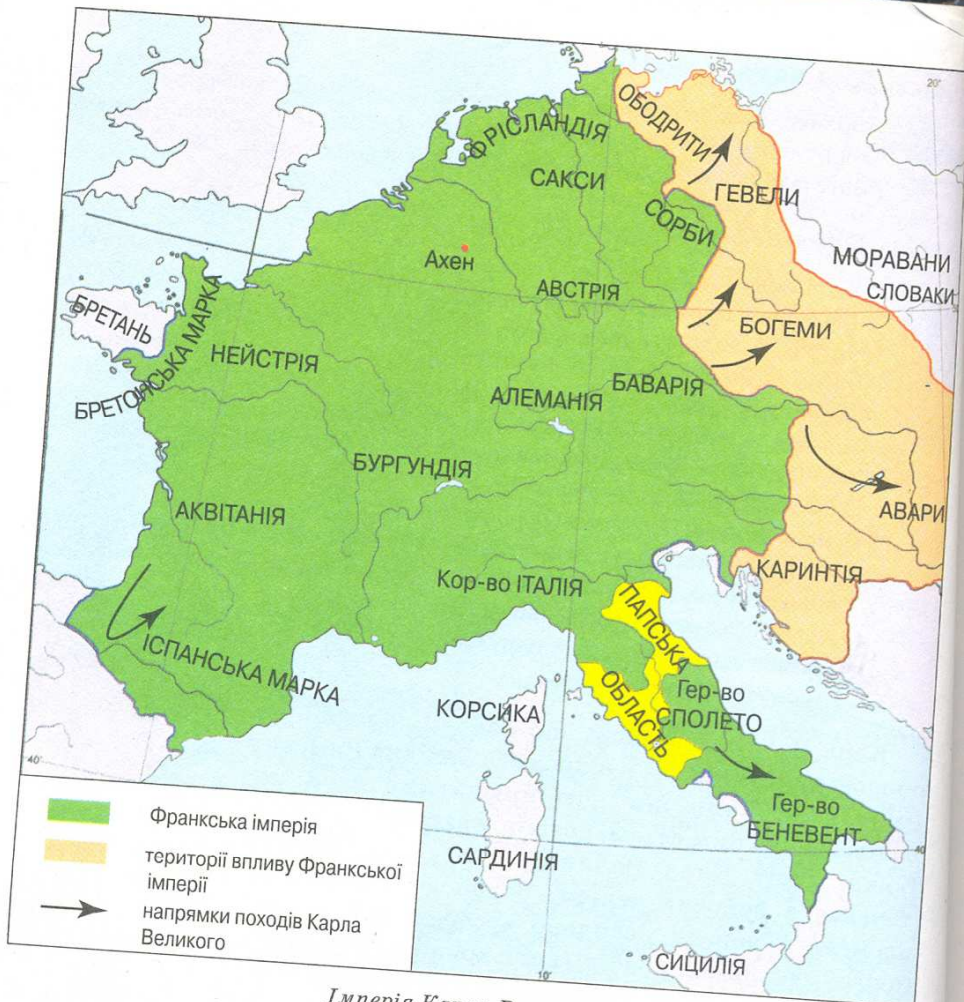 20°
ОБОДРИТИ
ФРІСЛАНДІЯ
САКСИ
ГЕВЕЛИ
СОРБИ
МОРАВАНИ
СЛОВАКИ
Ахен
АВСТРІЯ
БРЕТАНЬ
БРЕТОНСЬКА МАРКА
НЕЙСТРІЯ
БОГЕМИ
АЛЕМАНІЯ
БАВАРІЯ
БУРГУНДІЯ
АКВІТАНІЯ
АВАРИ
КАРИНТІЯ
Кор-во ІТАЛІЯ
ПАПСЬКА
ОБЛАСТЬ
ІСПАНСЬКА МАРКА
КОРСИКА
Гер-во
СПОЛЕТО
Гер-во
БЕНЕВЕНТ
САРДИНІЯ
СИЦИЛІЯ
40°
10°
Франкська імперія
території впливу Франкської
імперії
напрямки походів Карла
Великого
Імперія